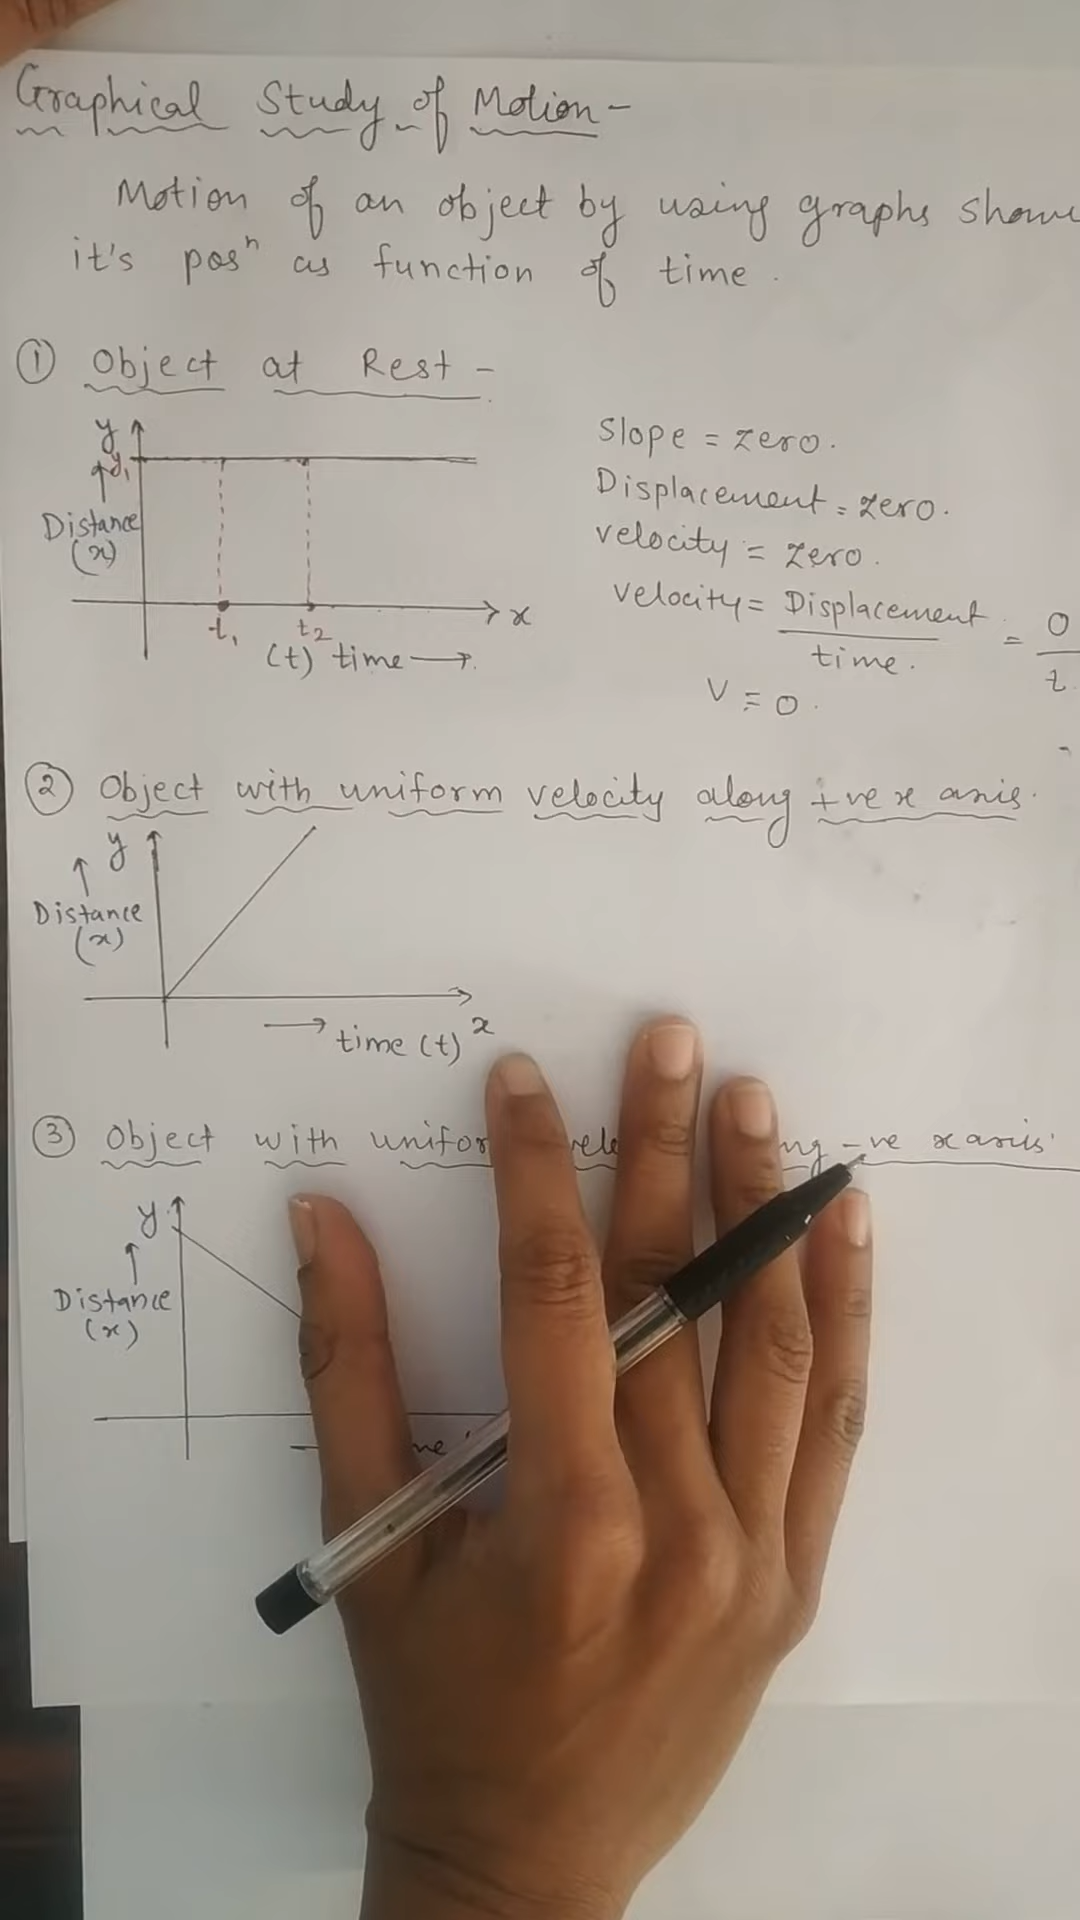 Graphical Study of Motion -
Motion of an object by using graphs shows
it's posⁿ as function of time.
① Object at Rest -
y
y₁
Distance
(x)
t₁ t₂
x
(t) time →
Slope = zero.
Displacement = zero.
velocity = zero.
velocity = Displacement / time. = 0 / t
V = 0.
② Object with uniform velocity along +ve x axis.
y
Distance
(x)
→ time (t) x
③ Object with along -ve x axis
y
Distance
(x)